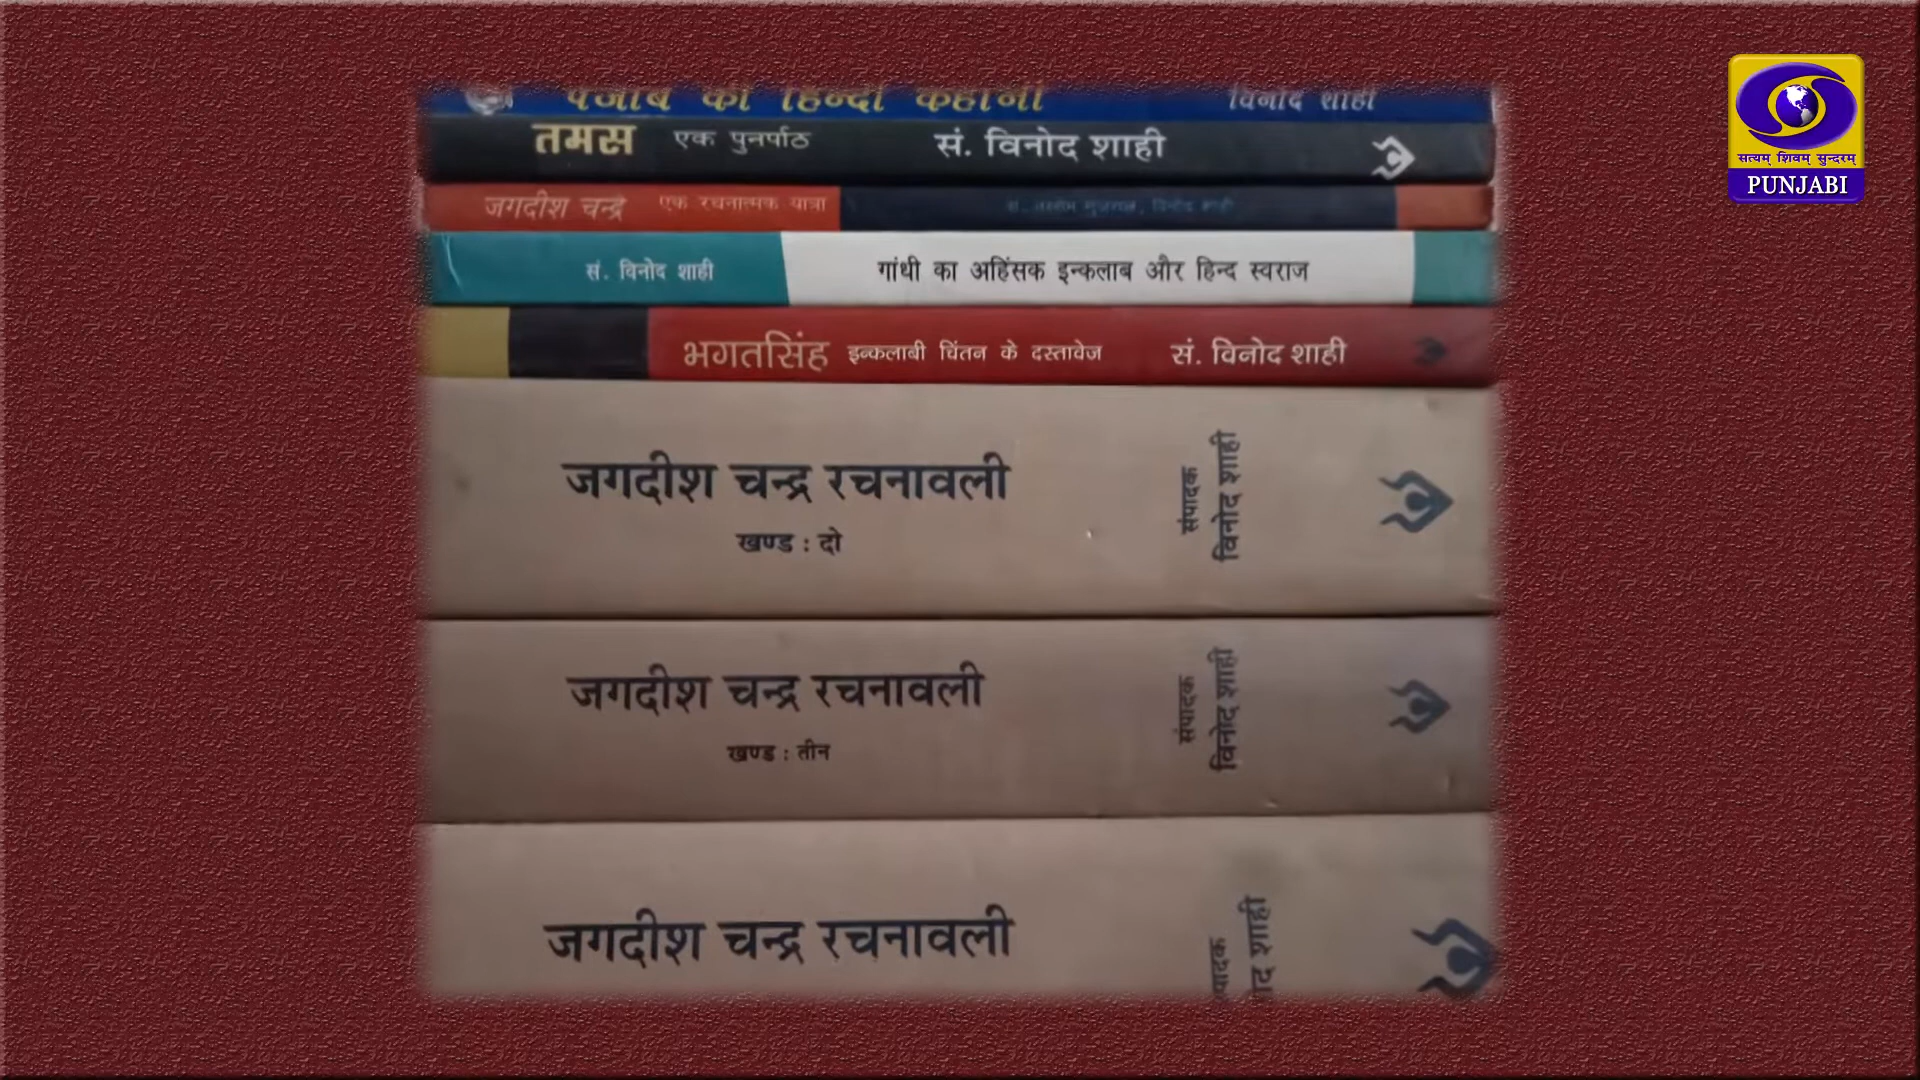 पंजाब की हिन्दी कहानी विनोद शाही
सत्यम् शिवम् सुन्दरम्
PUNJABI
तमस एक पुनर्पाठ सं. विनोद शाही
जगदीश चन्द्र एक रचनात्मक यात्रा विनोद शाही
सं. विनोद शाही गांधी का अहिंसक इन्कलाब और हिन्द स्वराज
भगतसिंह इन्कलाबी चिंतन के दस्तावेज सं. विनोद शाही
जगदीश चन्द्र रचनावली
खण्ड : दो
संपादक
विनोद शाही
जगदीश चन्द्र रचनावली
खण्ड : तीन
संपादक
विनोद शाही
जगदीश चन्द्र रचनावली
पादक
ोद शाही